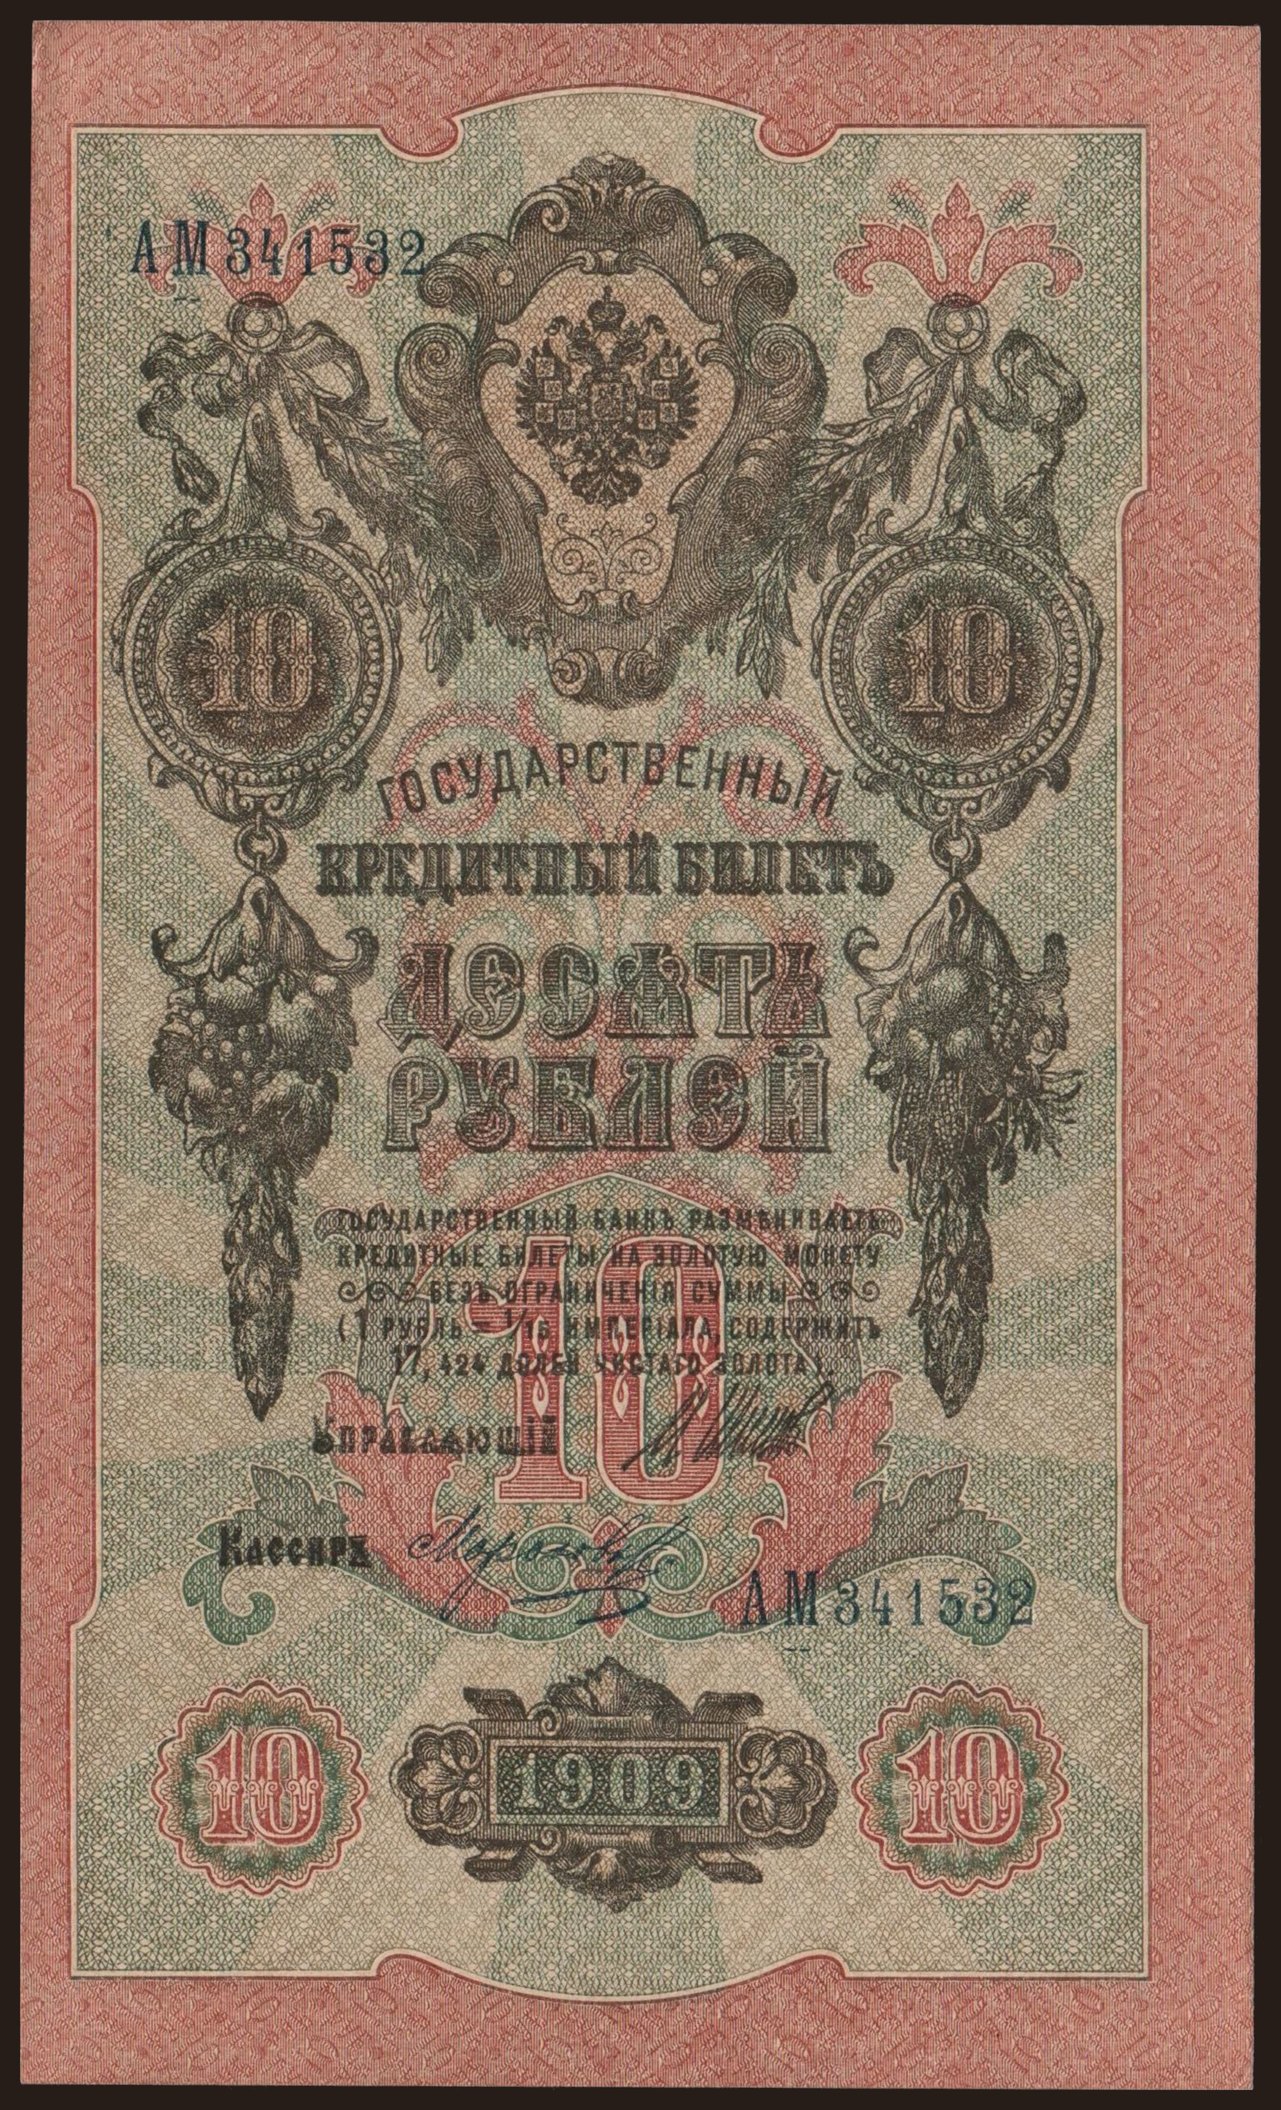 АМ 341532
10 10
ГОСУДАРСТВЕННЫЙ
КРЕДИТНЫЙ БИЛЕТЪ
ДЕСЯТЬ
РУБЛЕЙ
ГОСУДАРСТВЕННЫЙ БАНКЪ РАЗМѢНИВАЕТЪ
КРЕДИТНЫЕ БИЛЕТЫ НА ЗОЛОТУЮ МОНЕТУ
БЕЗЪ ОГРАНИЧЕНІЯ СУММЫ
(1 РУБЛЬ = 1/15 ИМПЕРІАЛА, СОДЕРЖИТЪ
17,424 ДОЛЕЙ ЧИСТАГО ЗОЛОТА).
10
Управляющій
Кассиръ
АМ 341532
10 1909 10